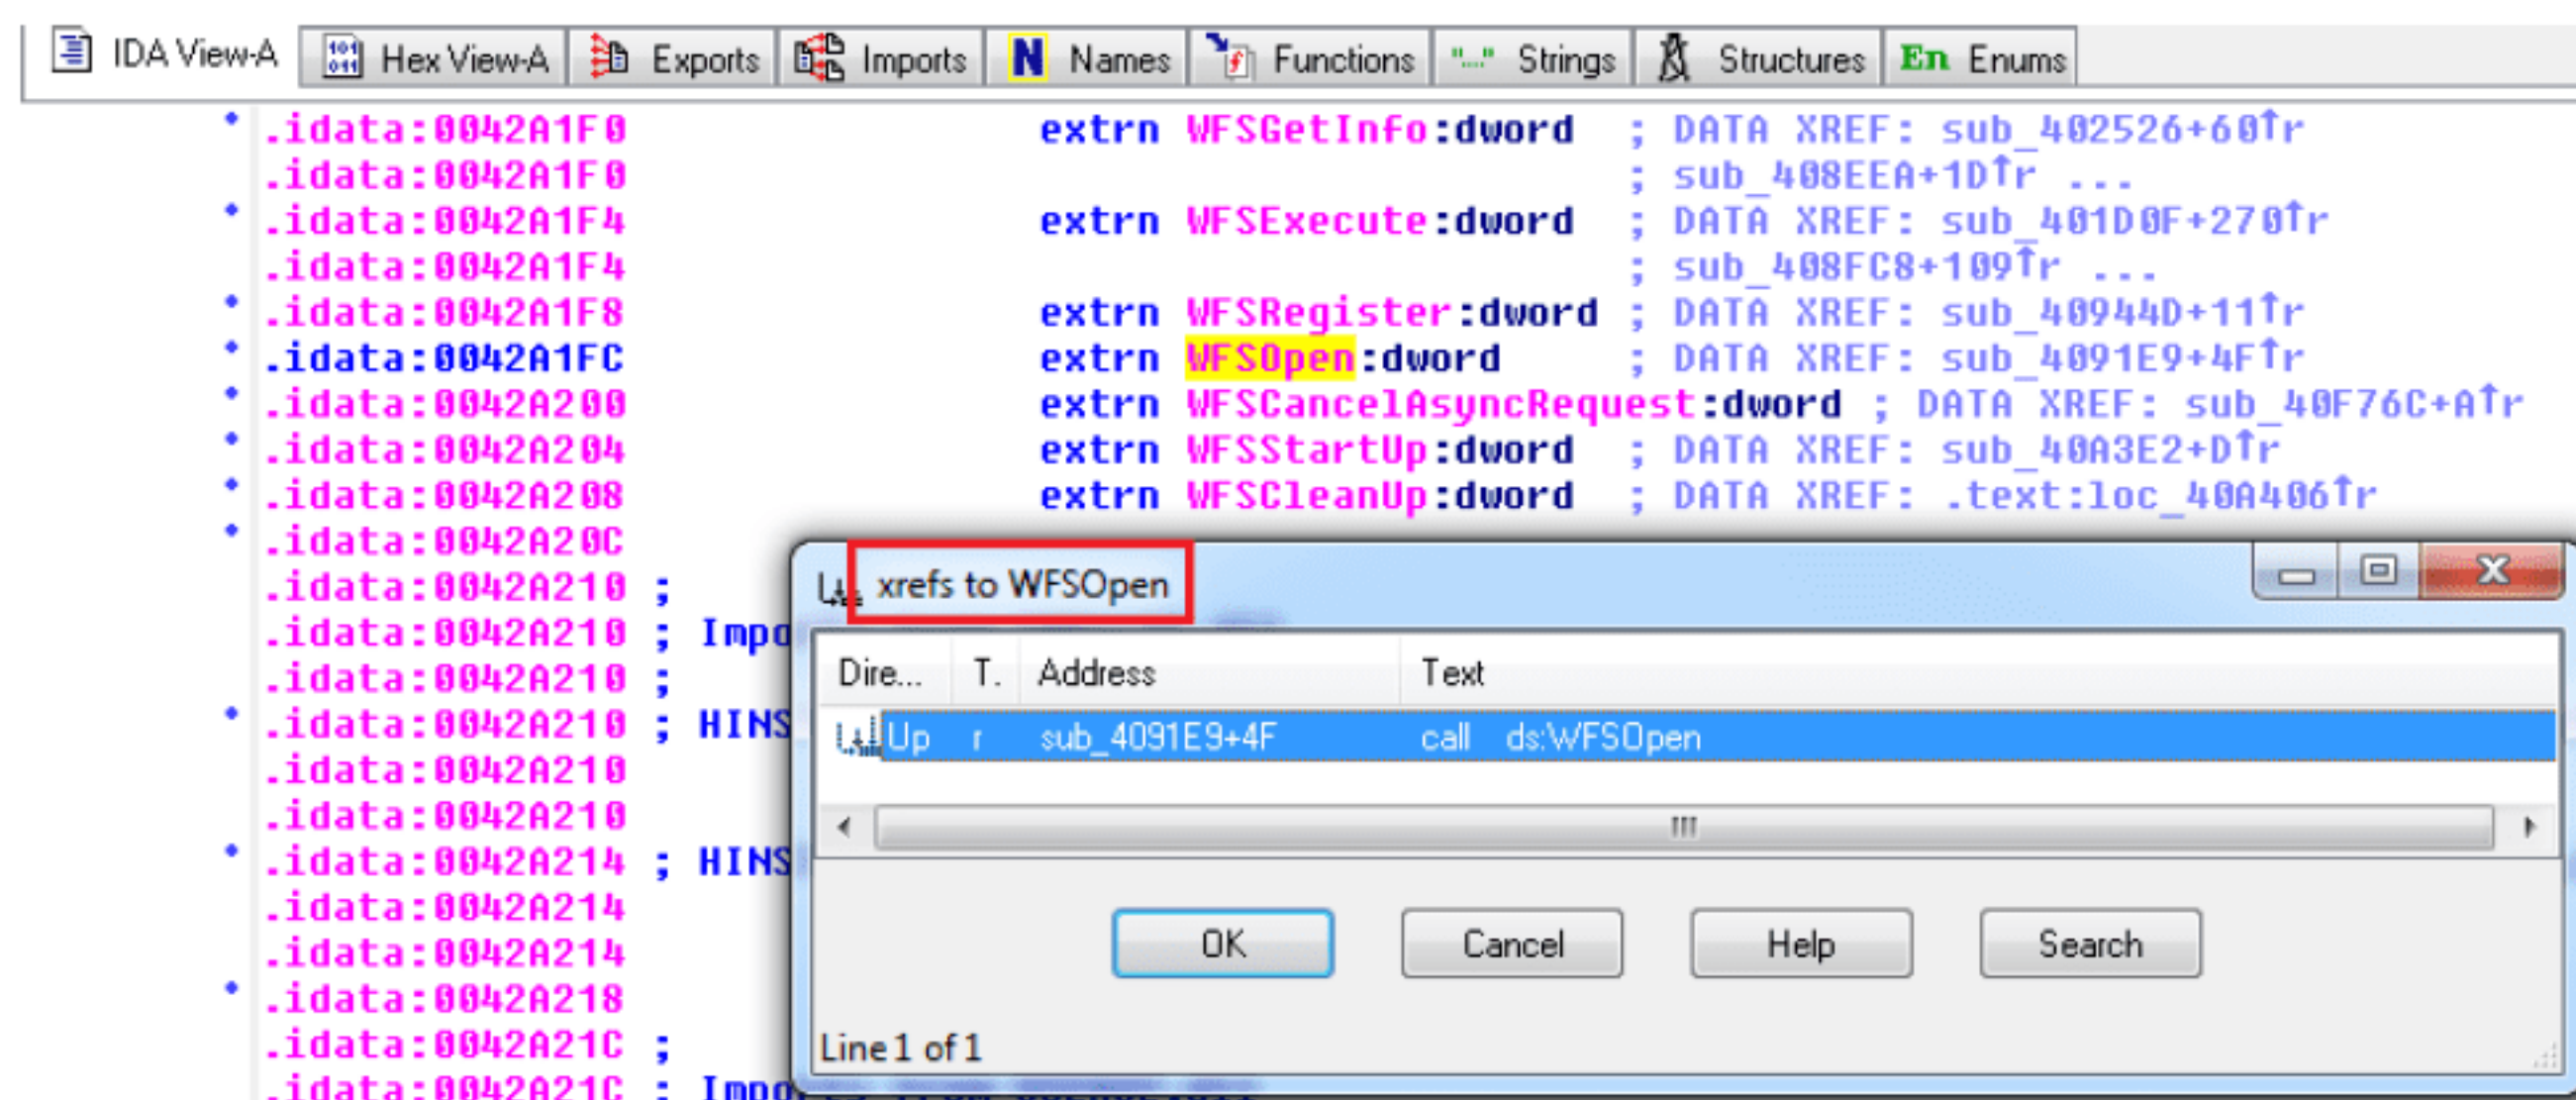 IDA View-A Hex View-A Exports Imports N Names Functions "..." Strings Structures En Enums
.idata:0042A1F0 extrn WFSGetInfo:dword ; DATA XREF: sub_402526+60↑r
.idata:0042A1F0 ; sub_408EEA+1D↑r ...
.idata:0042A1F4 extrn WFSExecute:dword ; DATA XREF: sub_401D0F+270↑r
.idata:0042A1F4 ; sub_408FC8+109↑r ...
.idata:0042A1F8 extrn WFSRegister:dword ; DATA XREF: sub_40944D+11↑r
.idata:0042A1FC extrn WFSOpen:dword ; DATA XREF: sub_4091E9+4F↑r
.idata:0042A200 extrn WFSCancelAsyncRequest:dword ; DATA XREF: sub_40F76C+A↑r
.idata:0042A204 extrn WFSStartUp:dword ; DATA XREF: sub_40A3E2+D↑r
.idata:0042A208 extrn WFSCleanUp:dword ; DATA XREF: .text:loc_40A406↑r
.idata:0042A20C
.idata:0042A210 ;
.idata:0042A210 ; Impo
.idata:0042A210 ;
.idata:0042A210 ; HINS
.idata:0042A210
.idata:0042A210
.idata:0042A214 ; HINS
.idata:0042A214
.idata:0042A214
.idata:0042A218
.idata:0042A21C ;
.idata:0042A21C ; Impo
xrefs to WFSOpen
Dire... T. Address Text
Up r sub_4091E9+4F call ds:WFSOpen
OK Cancel Help Search
Line 1 of 1